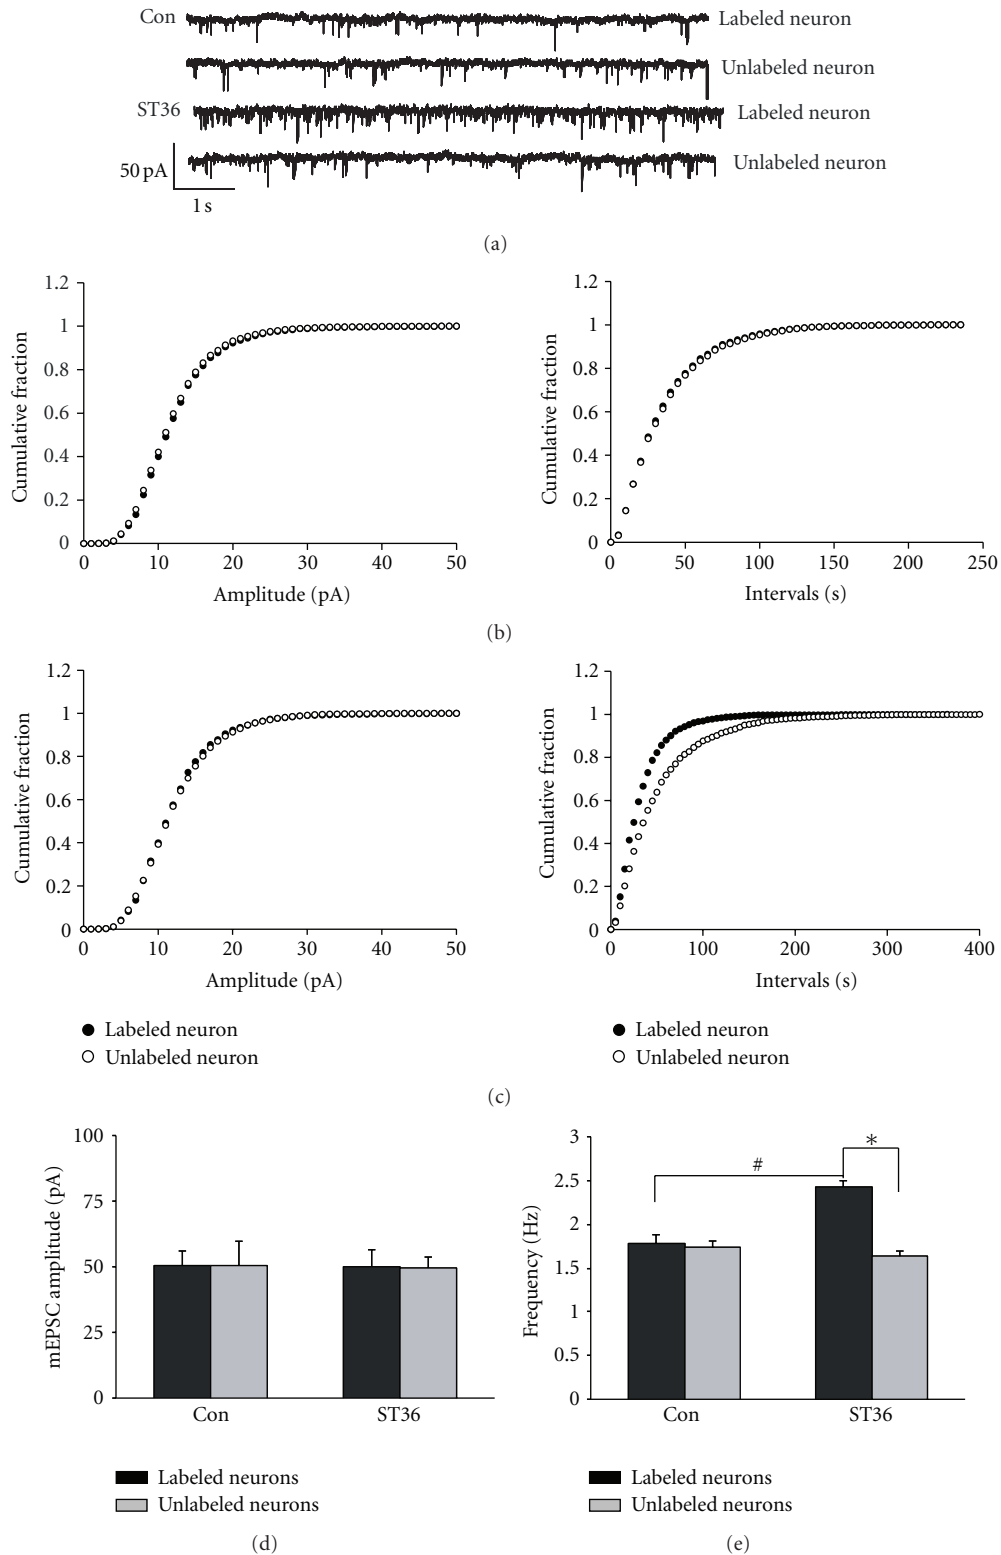 Con
Labeled neuron
Unlabeled neuron
ST36
Labeled neuron
Unlabeled neuron
50 pA
1 s
(a)
1.2
1
0.8
0.6
0.4
0.2
0
Cumulative fraction
0 10 20 30 40 50
Amplitude (pA)
1.2
1
0.8
0.6
0.4
0.2
0
Cumulative fraction
0 50 100 150 200 250
Intervals (s)
(b)
1.2
1
0.8
0.6
0.4
0.2
0
Cumulative fraction
0 10 20 30 40 50
Amplitude (pA)
Labeled neuron
Unlabeled neuron
1.2
1
0.8
0.6
0.4
0.2
0
Cumulative fraction
0 100 200 300 400
Intervals (s)
Labeled neuron
Unlabeled neuron
(c)
100
75
50
25
0
mEPSC amplitude (pA)
Con ST36
Labeled neurons
Unlabeled neurons
(d)
3
2.5
2
1.5
1
0.5
0
Frequency (Hz)
#
*
Con ST36
Labeled neurons
Unlabeled neurons
(e)